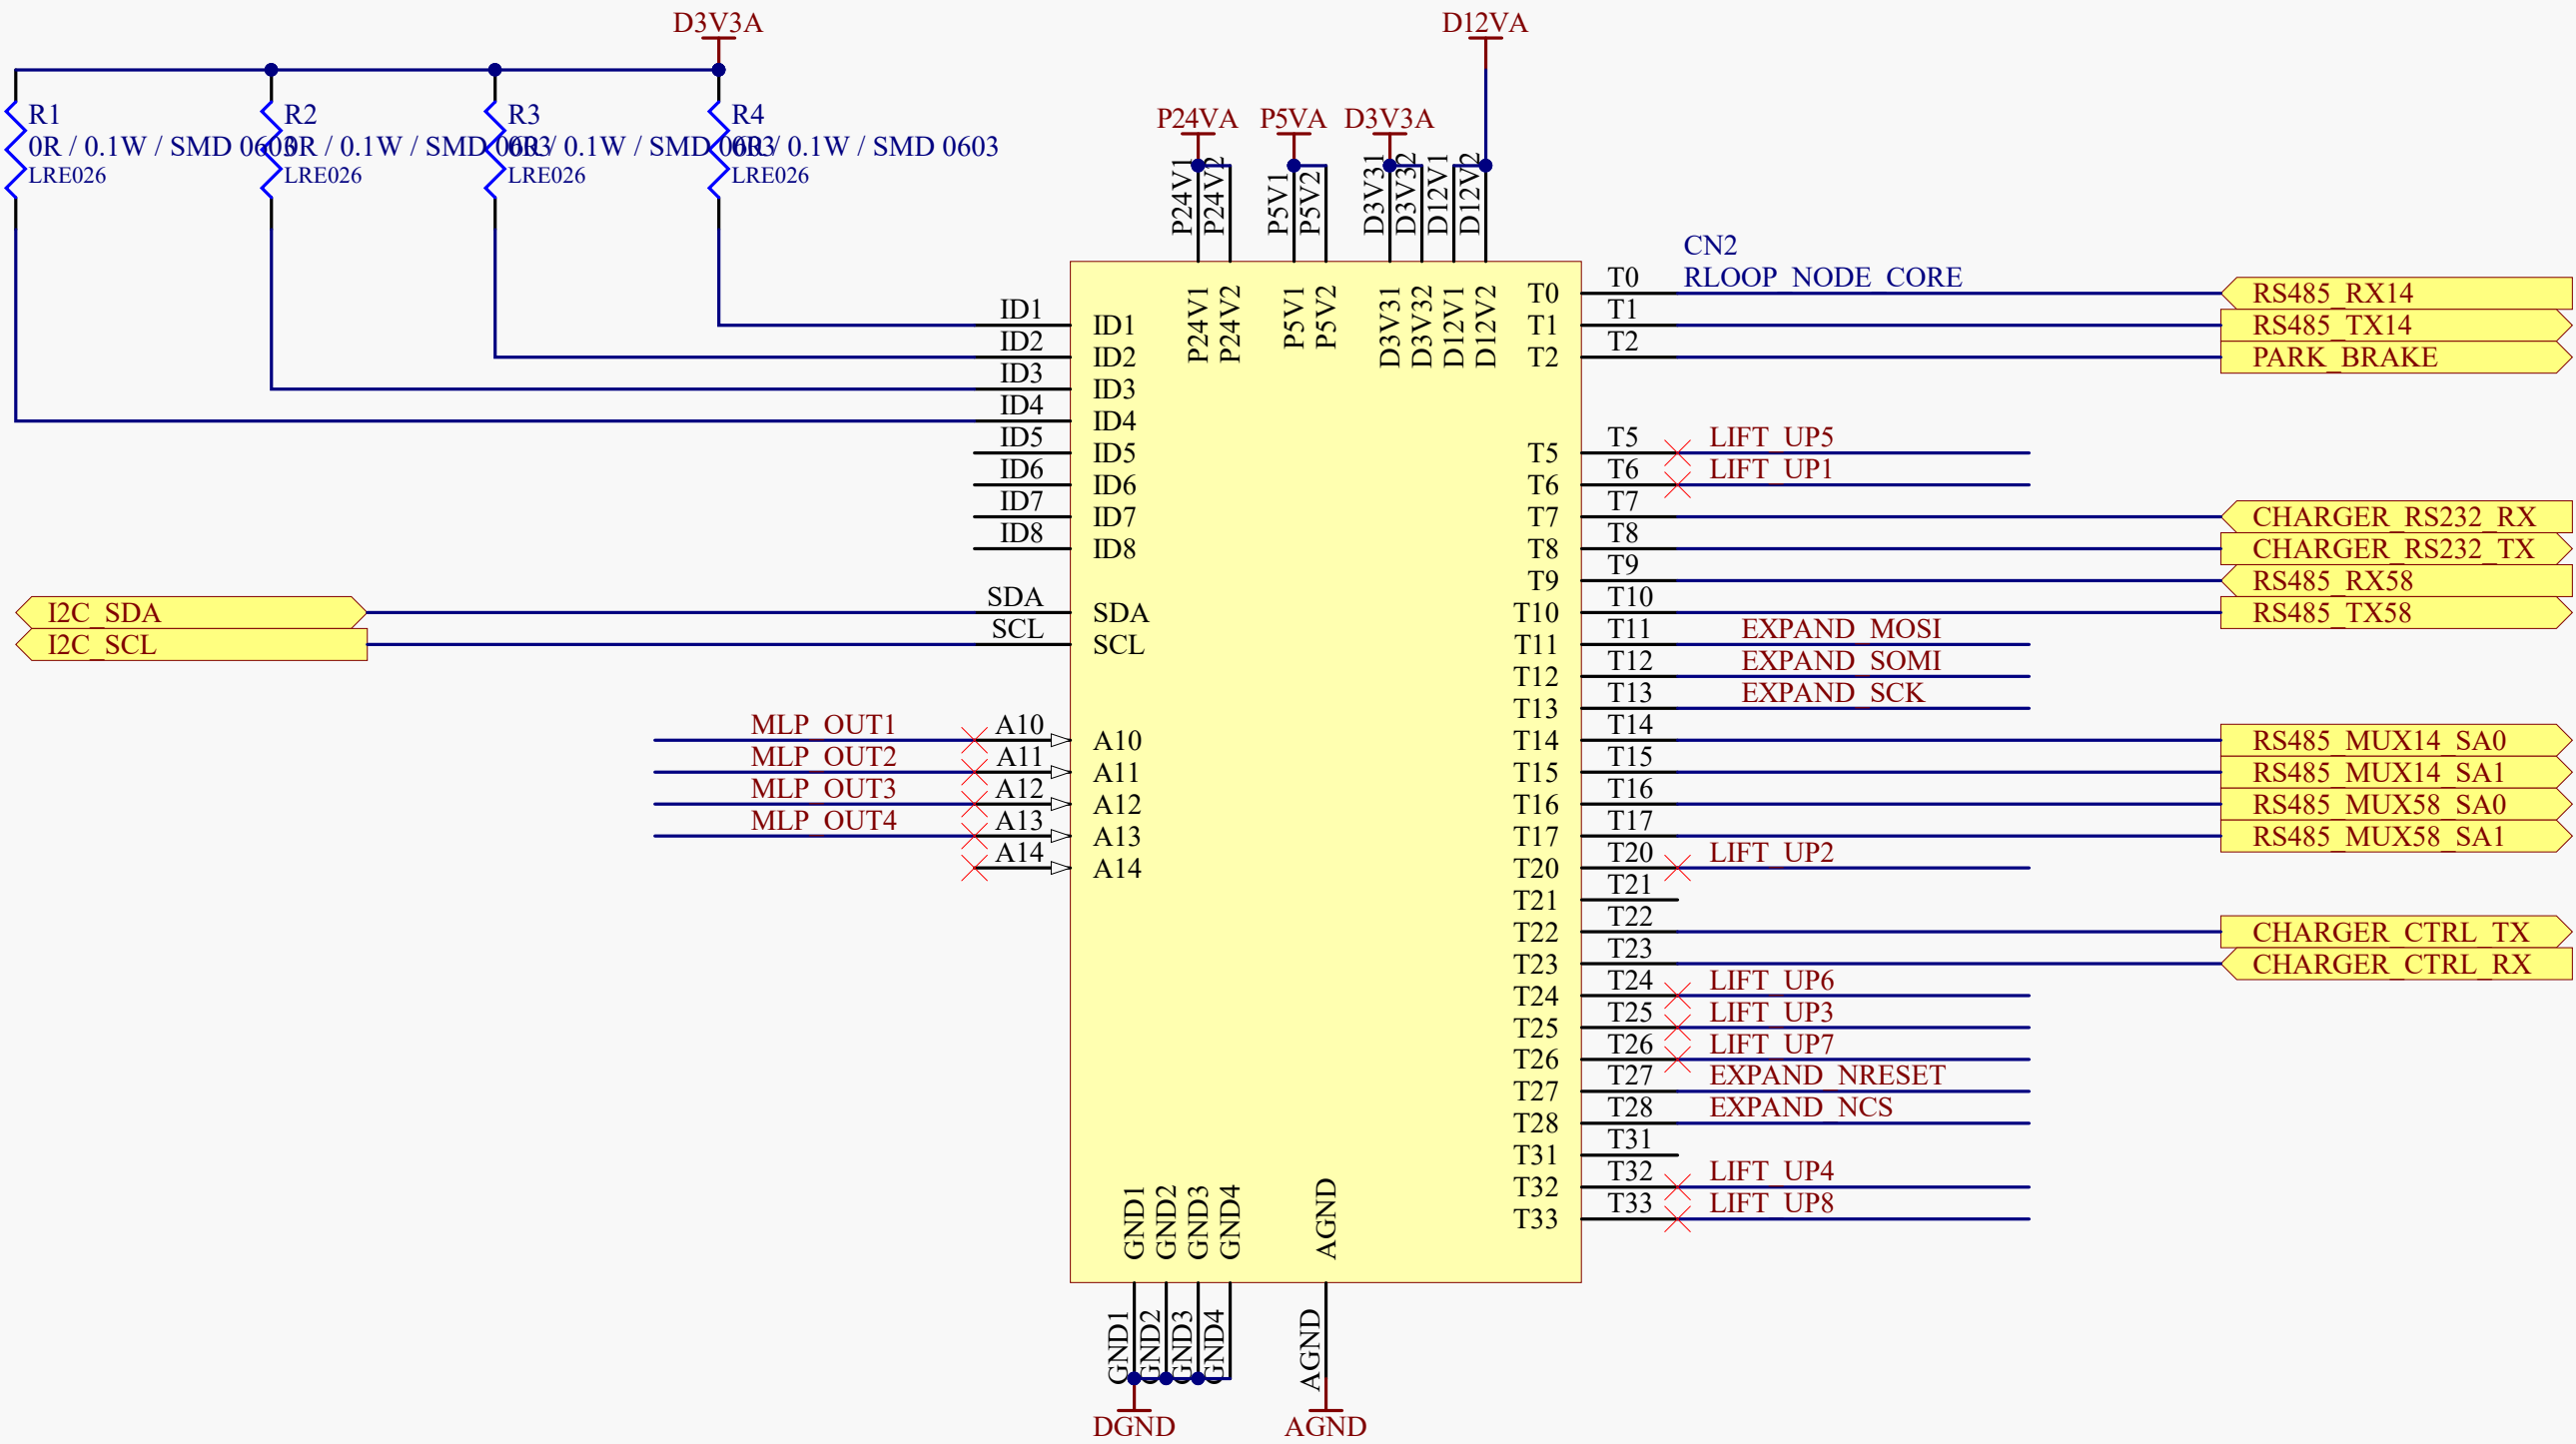 D3V3A
D12VA
R1
0R / 0.1W / SMD 0603
LRE026
R2
0R / 0.1W / SMD 0603
LRE026
R3
0R / 0.1W / SMD 0603
LRE026
R4
0R / 0.1W / SMD 0603
LRE026
P24VA
P5VA
D3V3A
P24V1
P24V2
P5V1
P5V2
D3V31
D3V32
D12V1
D12V2
P24V1
P24V2
P5V1
P5V2
D3V31
D3V32
D12V1
D12V2
CN2
RLOOP_NODE_CORE
ID1
ID1
ID2
ID2
ID3
ID3
ID4
ID4
ID5
ID5
ID6
ID6
ID7
ID7
ID8
ID8
I2C_SDA
SDA
SDA
I2C_SCL
SCL
SCL
MLP_OUT1
A10
A10
MLP_OUT2
A11
A11
MLP_OUT3
A12
A12
MLP_OUT4
A13
A13
A14
A14
T0
T0
RS485_RX14
T1
T1
RS485_TX14
T2
T2
PARK_BRAKE
T5
T5
LIFT_UP5
T6
T6
LIFT_UP1
T7
T7
CHARGER_RS232_RX
T8
T8
CHARGER_RS232_TX
T9
T9
RS485_RX58
T10
T10
RS485_TX58
T11
T11
EXPAND_MOSI
T12
T12
EXPAND_SOMI
T13
T13
EXPAND_SCK
T14
T14
RS485_MUX14_SA0
T15
T15
RS485_MUX14_SA1
T16
T16
RS485_MUX58_SA0
T17
T17
RS485_MUX58_SA1
T20
T20
LIFT_UP2
T21
T21
T22
T22
CHARGER_CTRL_TX
T23
T23
CHARGER_CTRL_RX
T24
T24
LIFT_UP6
T25
T25
LIFT_UP3
T26
T26
LIFT_UP7
T27
T27
EXPAND_NRESET
T28
T28
EXPAND_NCS
T31
T31
T32
T32
LIFT_UP4
T33
T33
LIFT_UP8
GND1
GND2
GND3
GND4
AGND
GND1
GND2
GND3
GND4
AGND
DGND
AGND